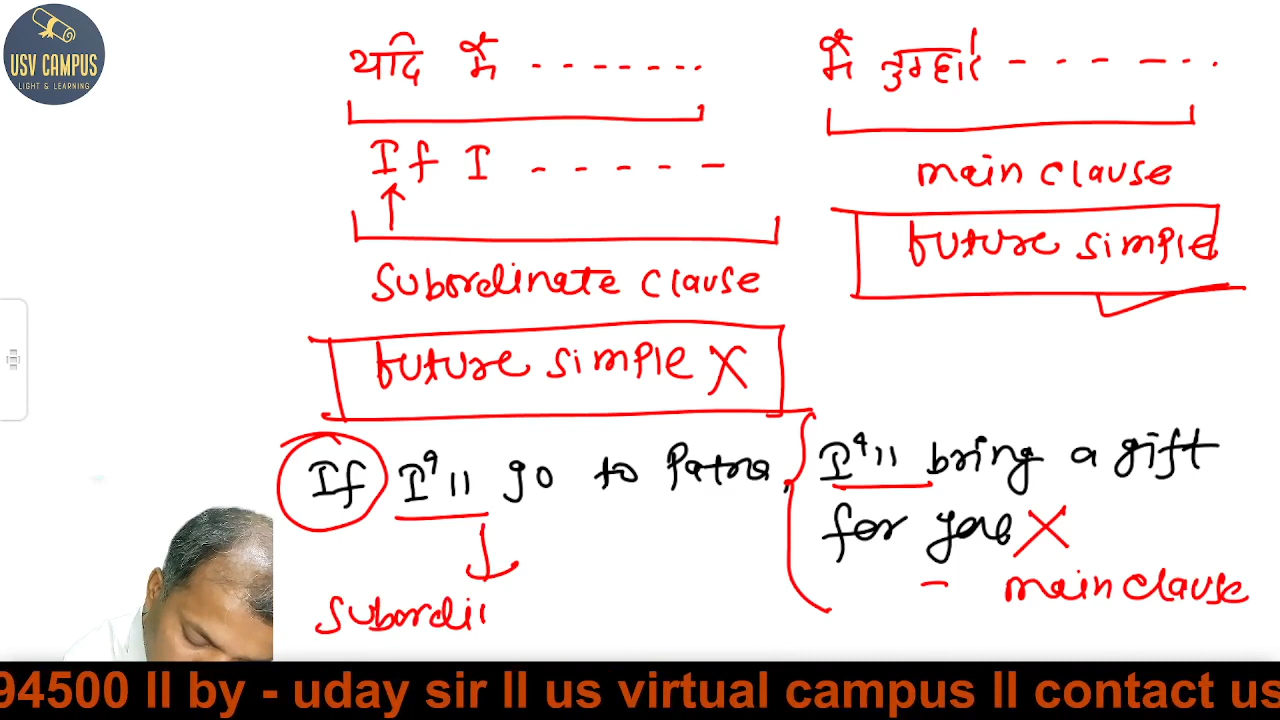 USV CAMPUS
LIGHT & LEARNING
यदि मैं - - - - - - - मैं तुम्हारे - - - - - - -
If I - - - - - - main clause
future simple
Subordinate clause
future simple X
If I'll go to Patna, I'll bring a gift
for you X
- main clause
Subordi
94500 ll by - uday sir ll us virtual campus ll contact us